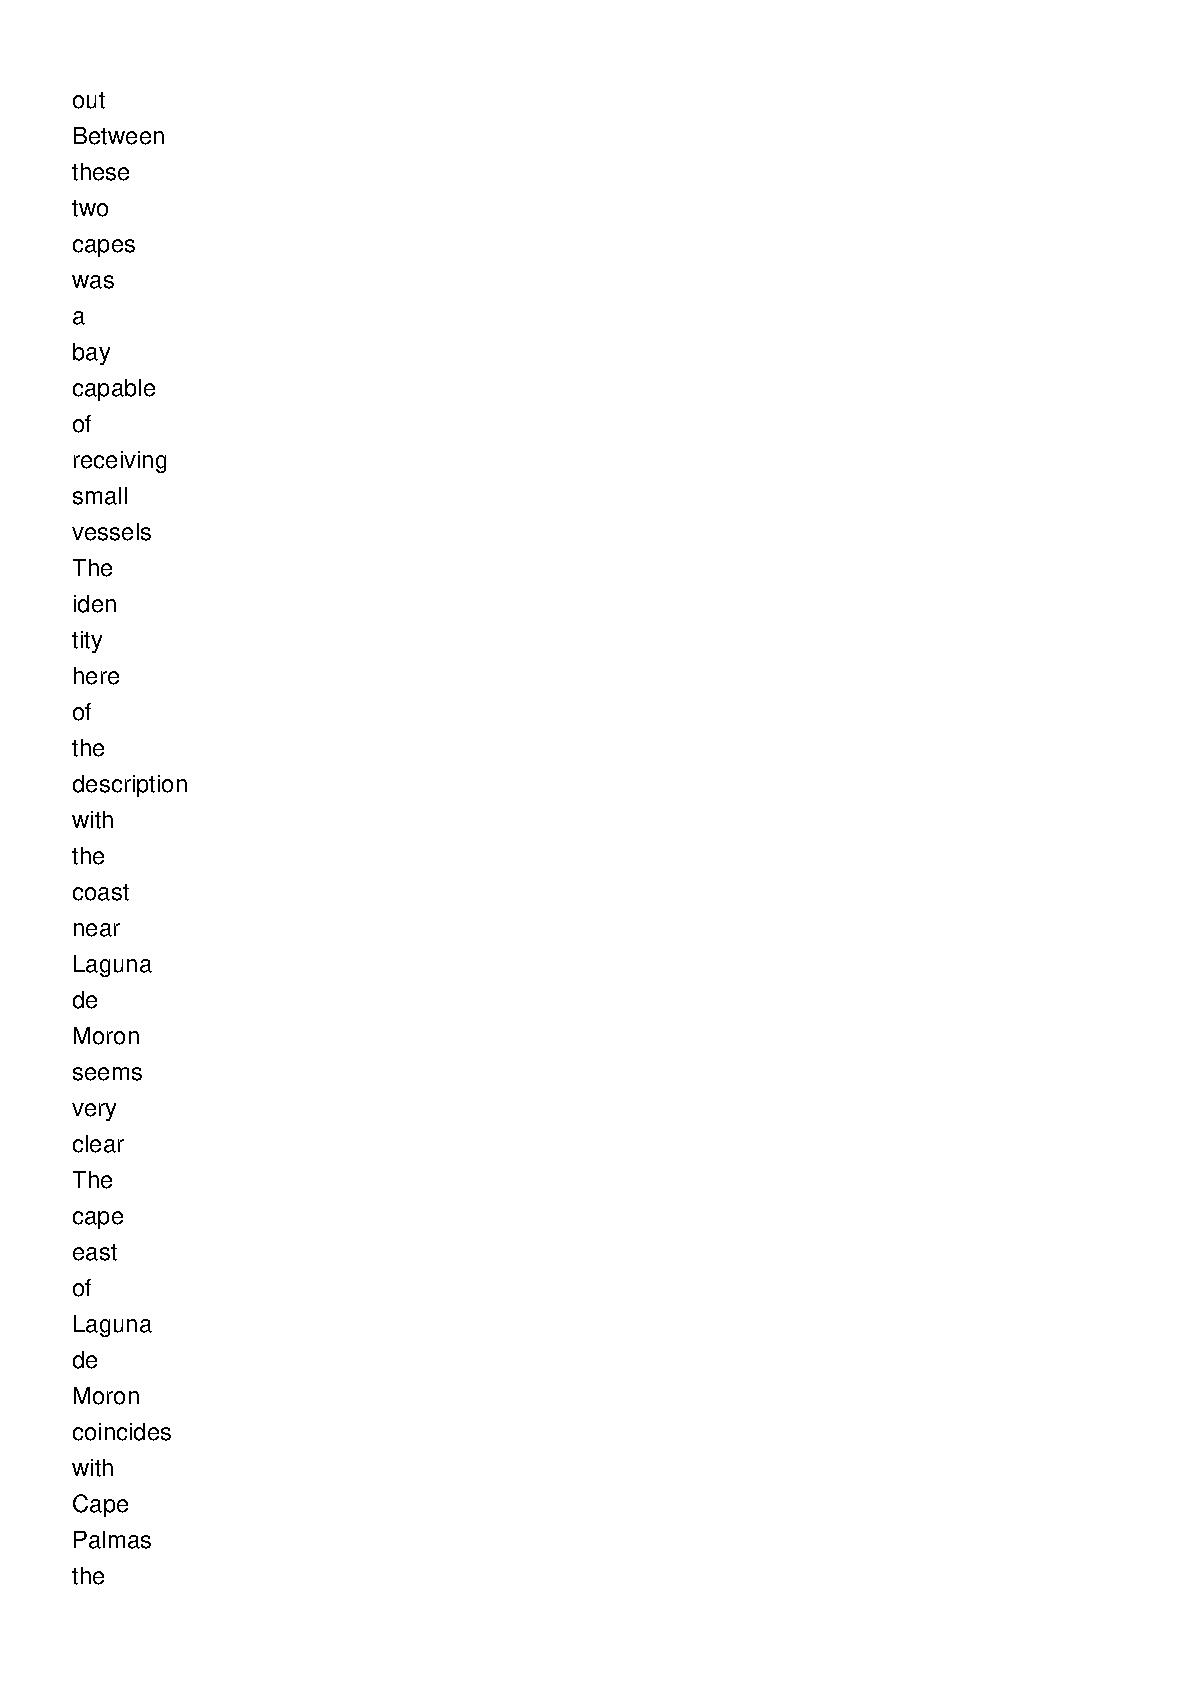 out
Between
these
two
capes
was
a
bay
capable
of
receiving
small
vessels
The
iden
tity
here
of
the
description
with
the
coast
near
Laguna
de
Moron
seems
very
clear
The
cape
east
of
Laguna
de
Moron
coincides
with
Cape
Palmas
the